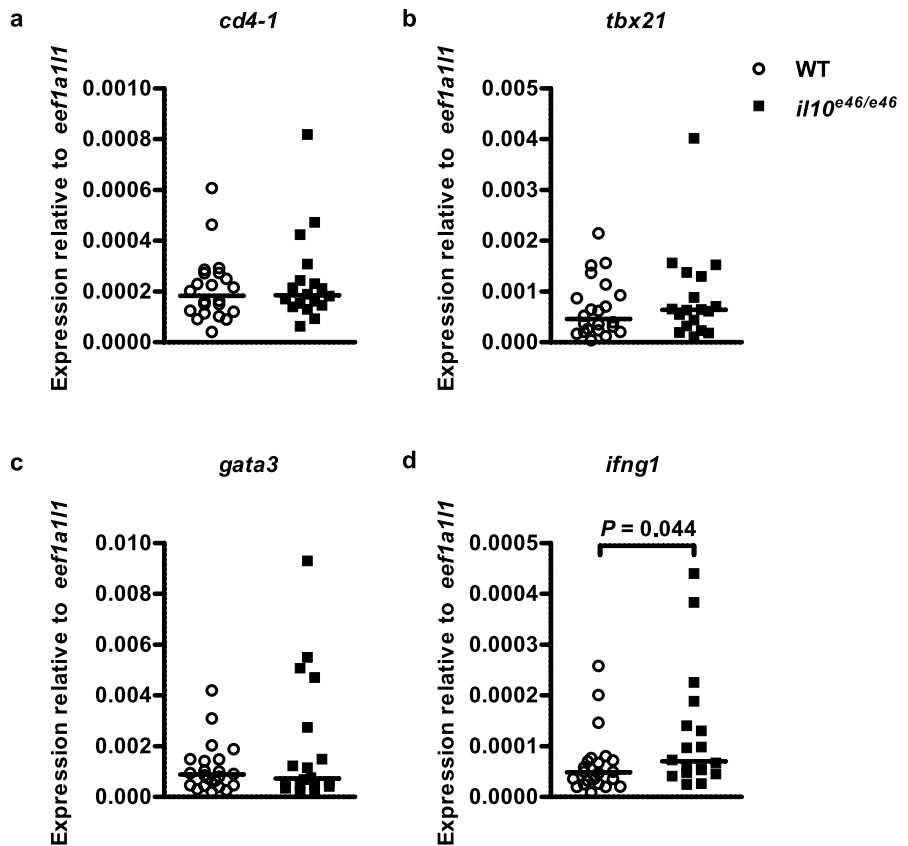 a
cd4-1
Expression relative to eef1a1l1
0.0010
0.0008
0.0006
0.0004
0.0002
0.0000
b
tbx21
Expression relative to eef1a1l1
0.005
0.004
0.003
0.002
0.001
0.000
WT
il10e46/e46
c
gata3
Expression relative to eef1a1l1
0.010
0.008
0.006
0.004
0.002
0.000
d
ifng1
Expression relative to eef1a1l1
0.0005
0.0004
0.0003
0.0002
0.0001
0.0000
P = 0.044